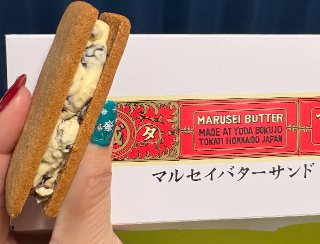 MARUSEI BUTTER
MADE AT YODA BOKUJO
TOKATI HOKKAIDO JAPAN
タ
マルセイバターサンド